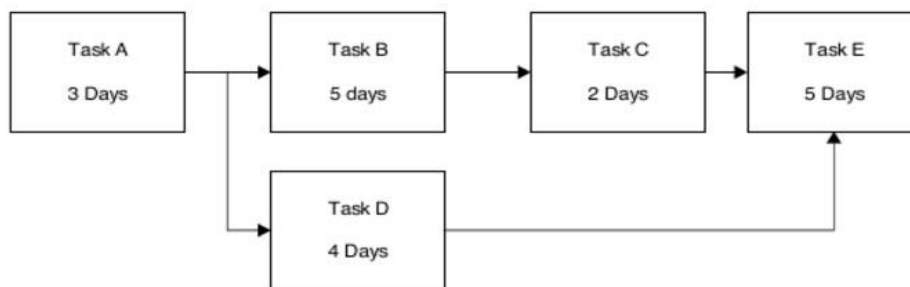 Task A
3 Days
Task B
5 days
Task C
2 Days
Task E
5 Days
Task D
4 Days